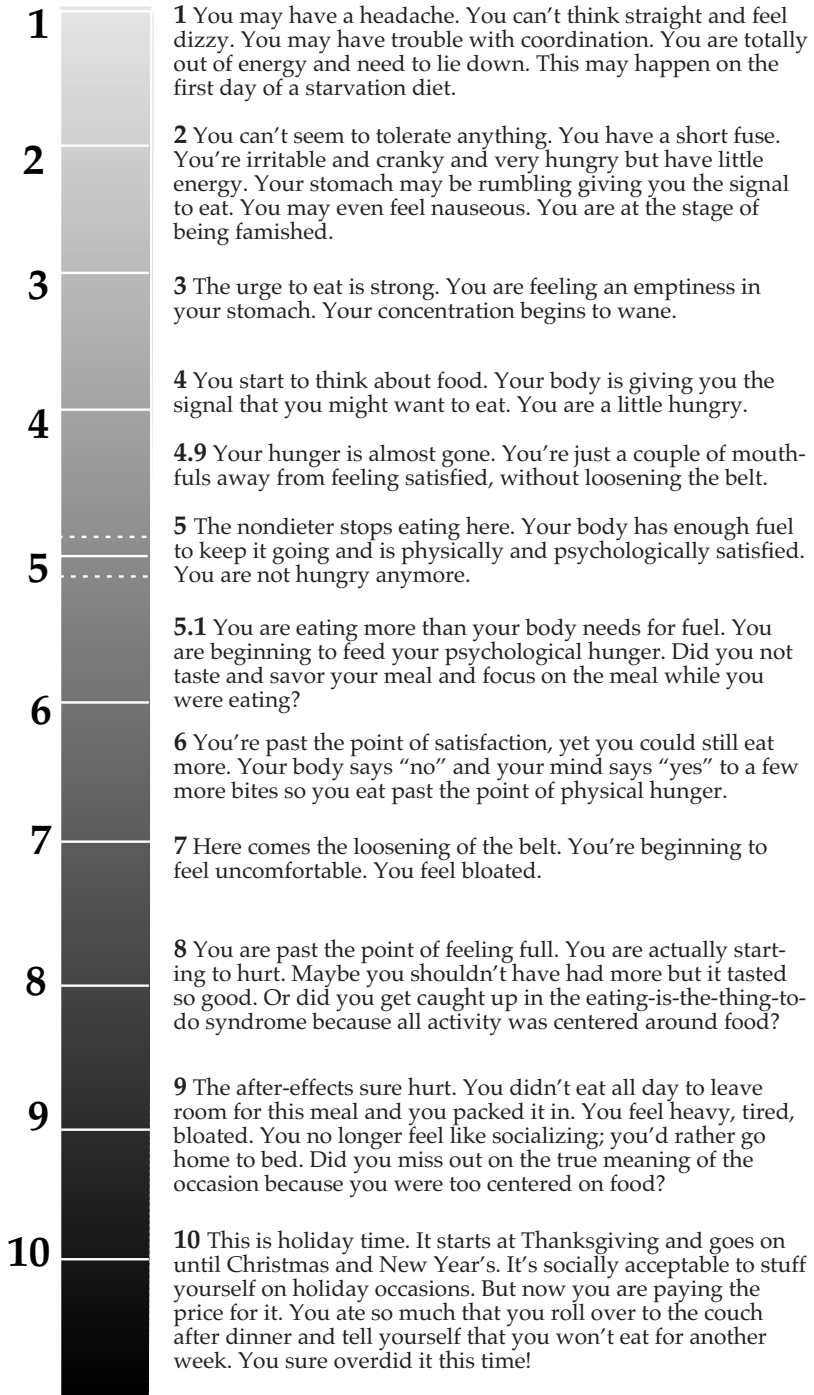 1
1 You may have a headache. You can’t think straight and feel
dizzy. You may have trouble with coordination. You are totally
out of energy and need to lie down. This may happen on the
first day of a starvation diet.
2
2 You can’t seem to tolerate anything. You have a short fuse.
You’re irritable and cranky and very hungry but have little
energy. Your stomach may be rumbling giving you the signal
to eat. You may even feel nauseous. You are at the stage of
being famished.
3
3 The urge to eat is strong. You are feeling an emptiness in
your stomach. Your concentration begins to wane.
4
4 You start to think about food. Your body is giving you the
signal that you might want to eat. You are a little hungry.
4.9 Your hunger is almost gone. You’re just a couple of mouth-
fuls away from feeling satisfied, without loosening the belt.
5
5 The nondieter stops eating here. Your body has enough fuel
to keep it going and is physically and psychologically satisfied.
You are not hungry anymore.
5.1 You are eating more than your body needs for fuel. You
are beginning to feed your psychological hunger. Did you not
taste and savor your meal and focus on the meal while you
were eating?
6
6 You’re past the point of satisfaction, yet you could still eat
more. Your body says “no” and your mind says “yes” to a few
more bites so you eat past the point of physical hunger.
7
7 Here comes the loosening of the belt. You’re beginning to
feel uncomfortable. You feel bloated.
8
8 You are past the point of feeling full. You are actually start-
ing to hurt. Maybe you shouldn’t have had more but it tasted
so good. Or did you get caught up in the eating-is-the-thing-to-
do syndrome because all activity was centered around food?
9
9 The after-effects sure hurt. You didn’t eat all day to leave
room for this meal and you packed it in. You feel heavy, tired,
bloated. You no longer feel like socializing; you’d rather go
home to bed. Did you miss out on the true meaning of the
occasion because you were too centered on food?
10
10 This is holiday time. It starts at Thanksgiving and goes on
until Christmas and New Year’s. It’s socially acceptable to stuff
yourself on holiday occasions. But now you are paying the
price for it. You ate so much that you roll over to the couch
after dinner and tell yourself that you won’t eat for another
week. You sure overdid it this time!